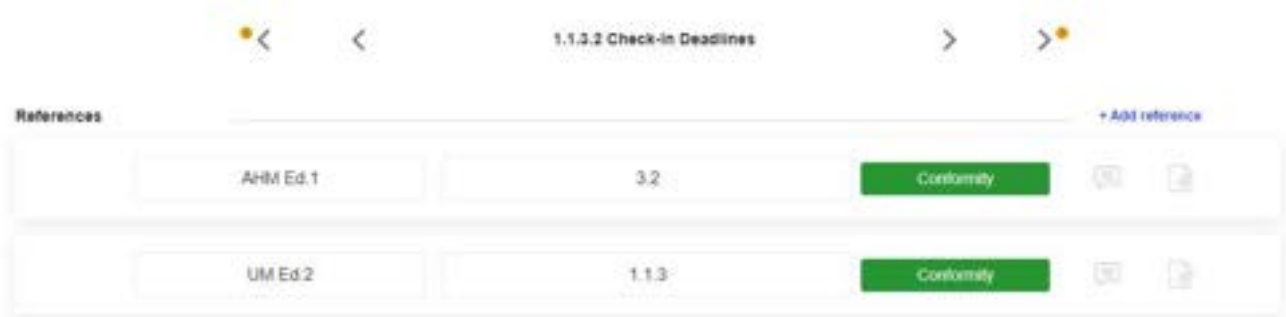 1.1.3.2 Check-in Deadlines
References + Add reference
AHM Ed.1 3.2 Conformity
UM Ed.2 1.1.3 Conformity